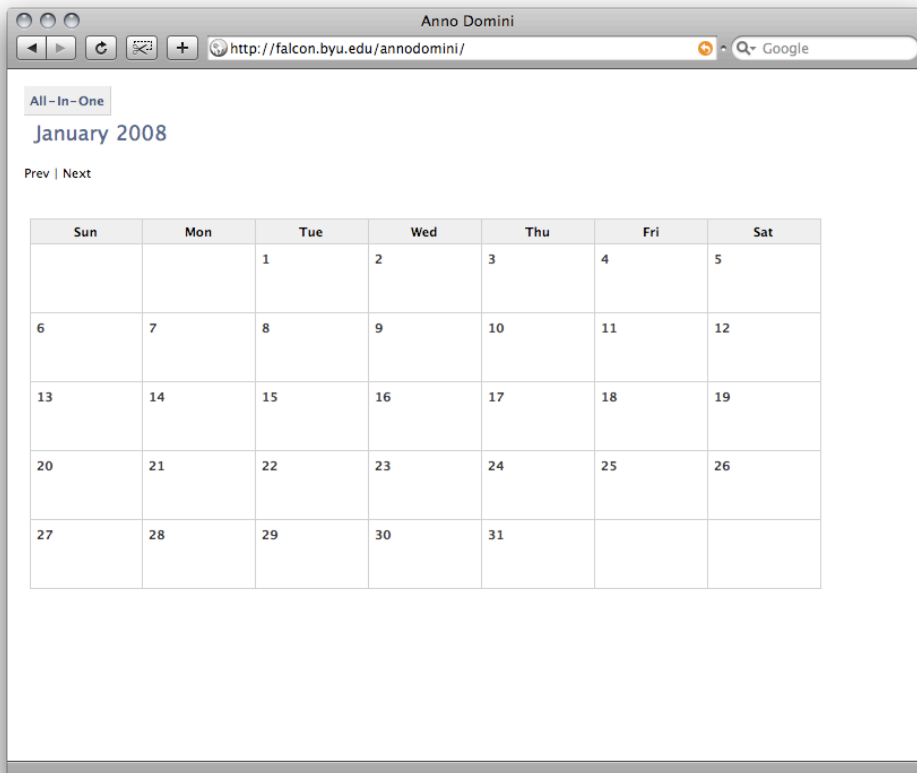 Anno Domini
http://falcon.byu.edu/annodomini/ Google
All-In-One
January 2008
Prev | Next
Sun Mon Tue Wed Thu Fri Sat
1 2 3 4 5
6 7 8 9 10 11 12
13 14 15 16 17 18 19
20 21 22 23 24 25 26
27 28 29 30 31